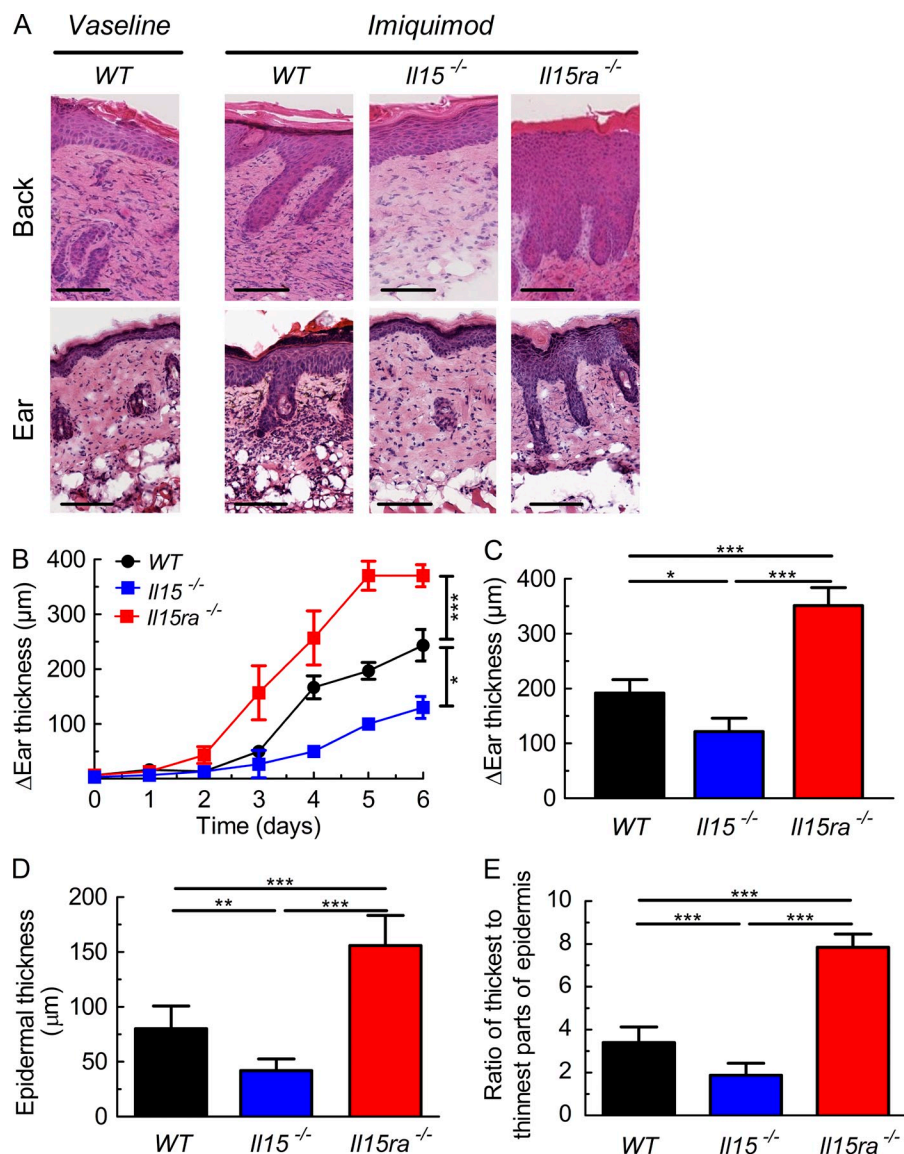 A
Vaseline Imiquimod
WT WT Il15 -/- Il15ra -/-
Back
Ear
B
ΔEar thickness (µm)
400
300
200
100
WT
Il15 -/-
Il15ra -/-
***
*
0 1 2 3 4 5 6
Time (days)
C
ΔEar thickness (µm)
400
300
200
100
0
***
* ***
WT Il15 -/- Il15ra -/-
D
Epidermal thickness
(µm)
200
150
100
50
0
***
** ***
WT Il15 -/- Il15ra -/-
E
Ratio of thickest to
thinnest parts of epidermis
10
8
6
4
2
0
***
*** ***
WT Il15 -/- Il15ra -/-